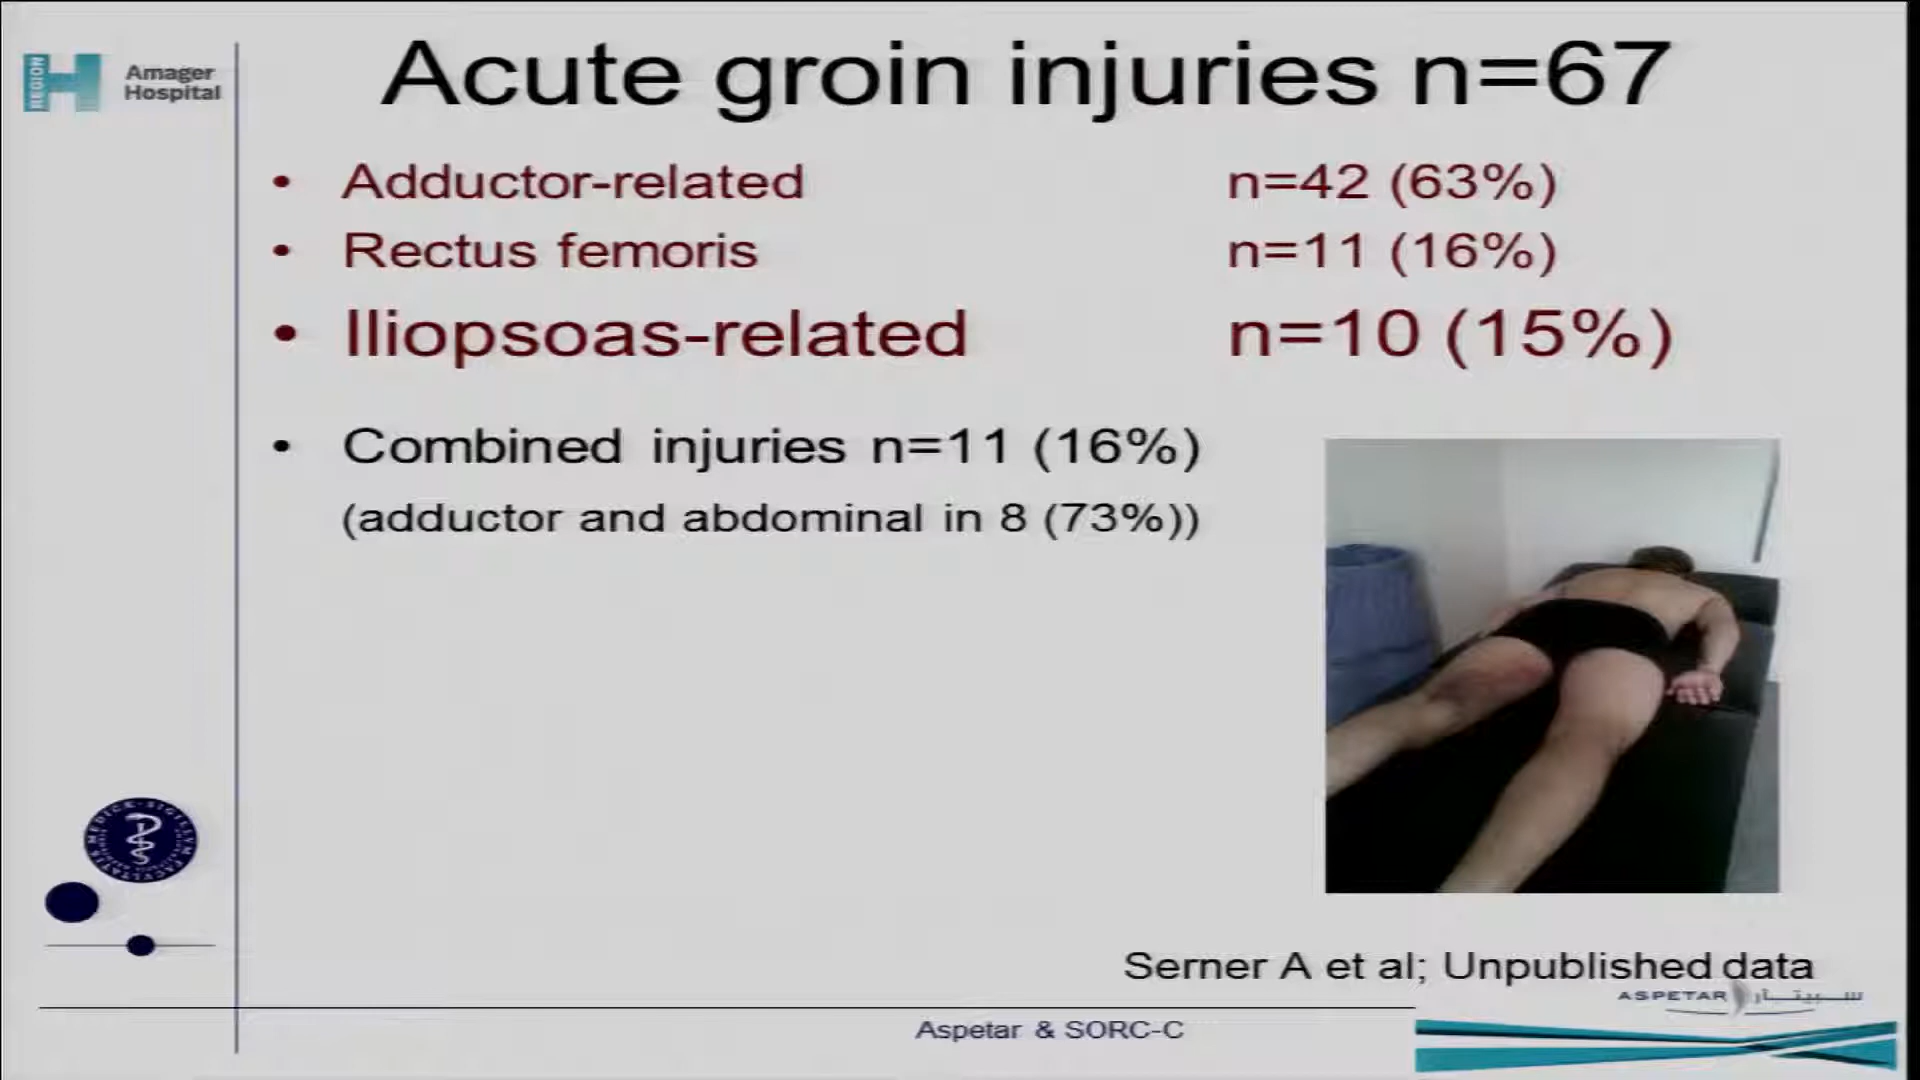 REGION
Amager
Hospital
Acute groin injuries n=67
• Adductor-related n=42 (63%)
• Rectus femoris n=11 (16%)
• Iliopsoas-related n=10 (15%)
• Combined injuries n=11 (16%)
(adductor and abdominal in 8 (73%))
Serner A et al; Unpublished data
ASPETAR
Aspetar & SORC-C